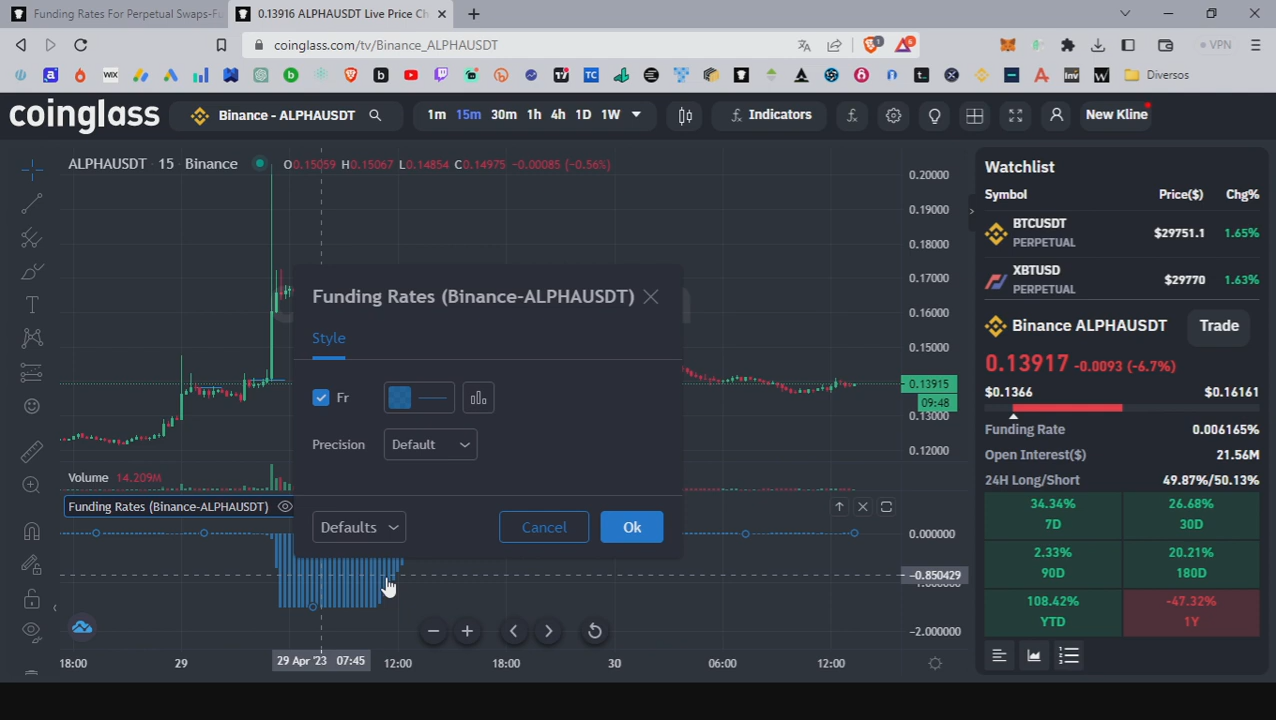 Funding Rates For Perpetual Swaps-Fu
0.13916 ALPHAUSDT Live Price Ch
coinglass.com/tv/Binance_ALPHAUSDT
VPN
Diversos
coinglass
Binance - ALPHAUSDT
1m 15m 30m 1h 4h 1D 1W
Indicators
New Kline
ALPHAUSDT · 15 · Binance
O0.15059 H0.15067 L0.14854 C0.14975 -0.00085 (-0.56%)
0.20000
0.19000
0.18000
0.17000
0.16000
0.15000
0.13915
09:48
0.13000
0.12000
Funding Rates (Binance-ALPHAUSDT)
Style
Fr
Precision
Default
Defaults
Cancel
Ok
Volume 14.209M
Funding Rates (Binance-ALPHAUSDT)
0.000000
-0.850429
-2.000000
18:00
29
29 Apr '23 07:45
12:00
18:00
30
06:00
12:00
Watchlist
Symbol Price($) Chg%
BTCUSDT
PERPETUAL
$29751.1 1.65%
XBTUSD
PERPETUAL
$29770 1.63%
Binance ALPHAUSDT
Trade
0.13917 -0.0093 (-6.7%)
$0.1366 $0.16161
Funding Rate 0.006165%
Open Interest($) 21.56M
24H Long/Short 49.87%/50.13%
34.34%
7D
26.68%
30D
2.33%
90D
20.21%
180D
108.42%
YTD
-47.32%
1Y